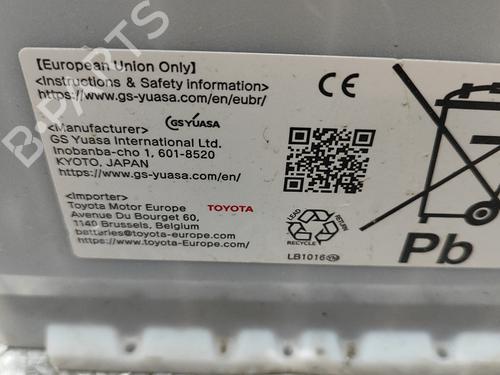 [European Union Only]
<Instructions & Safety information>
https://www.gs-yuasa.com/en/eubr/
CE
<Manufacturer>
GS YUASA
GS Yuasa International Ltd.
Inobanba-cho 1, 601-8520
KYOTO, JAPAN
https://www.gs-yuasa.com/en/
<Importer>
Toyota Motor Europe
TOYOTA
Avenue Du Bourget 60,
1140 Brussels, Belgium
batteries@toyota-europe.com
https://www.toyota-Europe.com/
LEAD
RETURN
RECYCLE
LB1016
Pb
B-PARTS